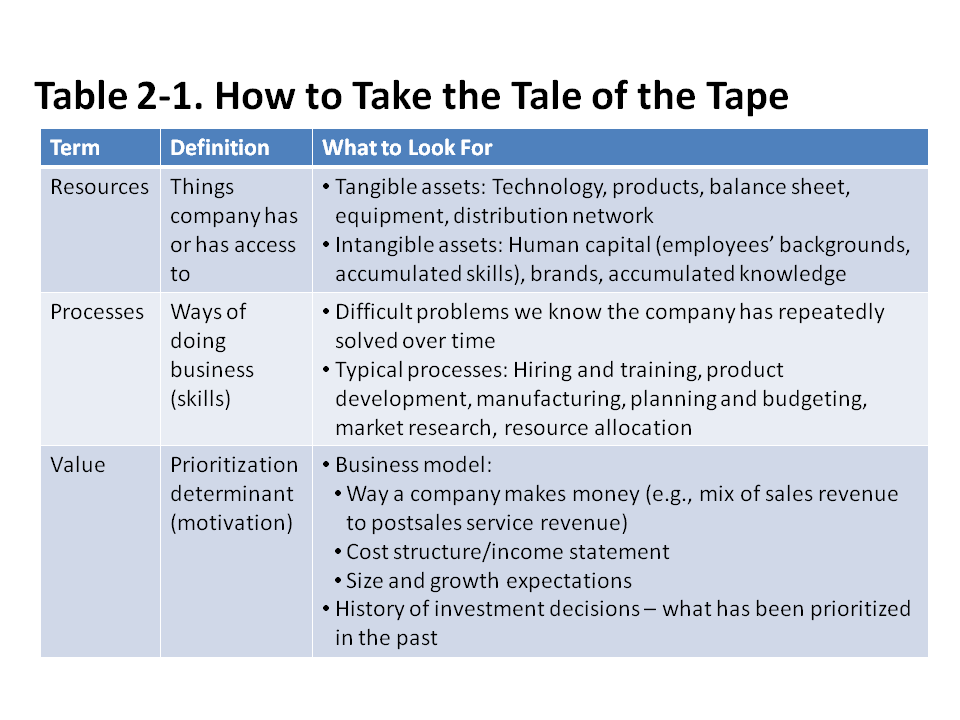 Table 2-1. How to Take the Tale of the Tape
Term Definition What to Look For
Resources
Things
company has
or has access
to
• Tangible assets: Technology, products, balance sheet,
equipment, distribution network
• Intangible assets: Human capital (employees’ backgrounds,
accumulated skills), brands, accumulated knowledge
Processes
Ways of
doing
business
(skills)
• Difficult problems we know the company has repeatedly
solved over time
• Typical processes: Hiring and training, product
development, manufacturing, planning and budgeting,
market research, resource allocation
Value
Prioritization
determinant
(motivation)
• Business model:
• Way a company makes money (e.g., mix of sales revenue
to postsales service revenue)
• Cost structure/income statement
• Size and growth expectations
• History of investment decisions – what has been prioritized
in the past